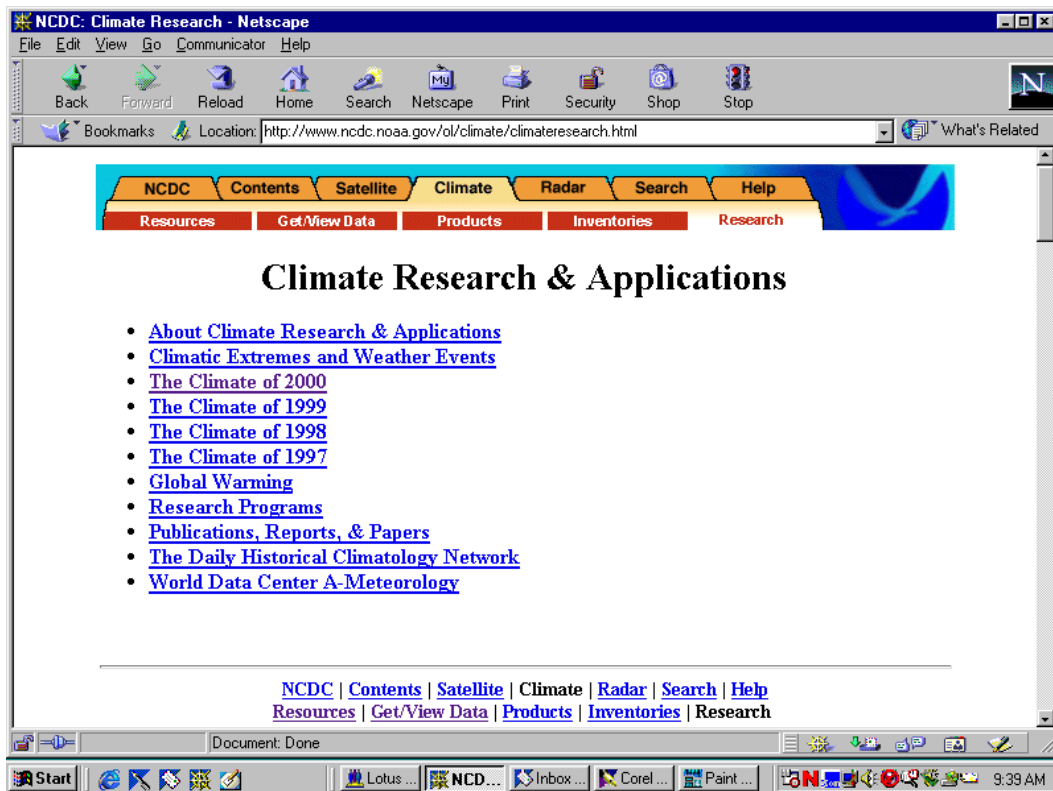 NCDC: Climate Research - Netscape
File Edit View Go Communicator Help
My
N
Back Forward Reload Home Search Netscape Print Security Shop Stop
Bookmarks Location: http://www.ncdc.noaa.gov/ol/climate/climateresearch.html What's Related
NCDC Contents Satellite Climate Radar Search Help
Resources Get/View Data Products Inventories Research
Climate Research & Applications
• About Climate Research & Applications
• Climatic Extremes and Weather Events
• The Climate of 2000
• The Climate of 1999
• The Climate of 1998
• The Climate of 1997
• Global Warming
• Research Programs
• Publications, Reports, & Papers
• The Daily Historical Climatology Network
• World Data Center A-Meteorology
NCDC | Contents | Satellite | Climate | Radar | Search | Help
Resources | Get/View Data | Products | Inventories | Research
Document: Done
Start Lotus ... NCD... Inbox ... Corel ... Paint ... N 9:39 AM